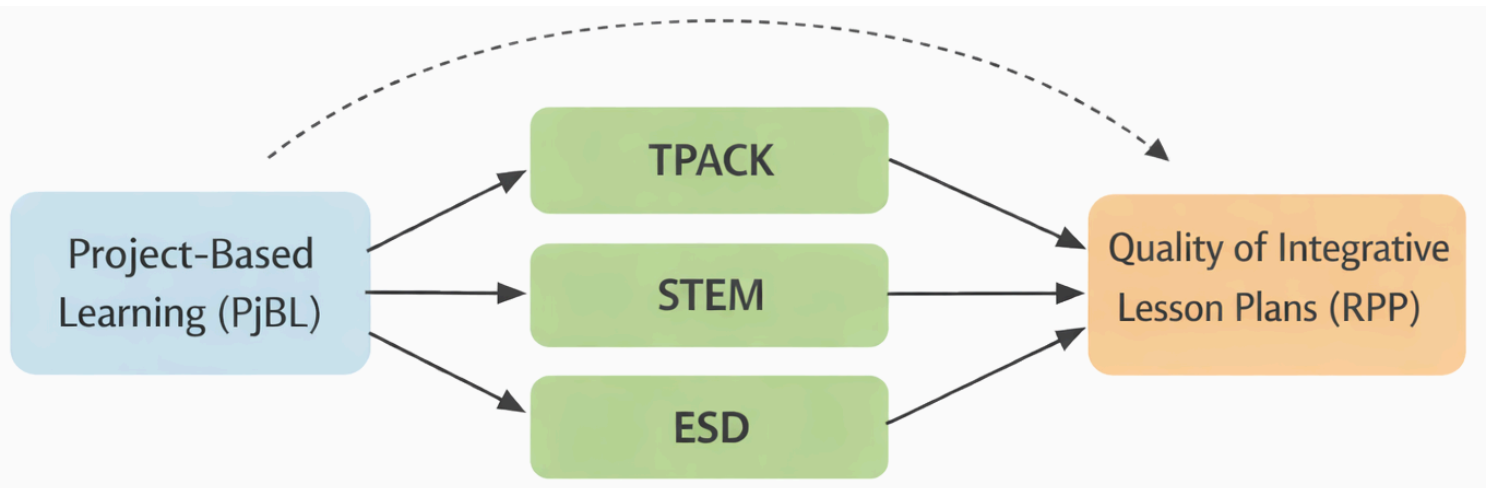 TPACK
Project-Based
Learning (PjBL)
STEM
Quality of Integrative
Lesson Plans (RPP)
ESD